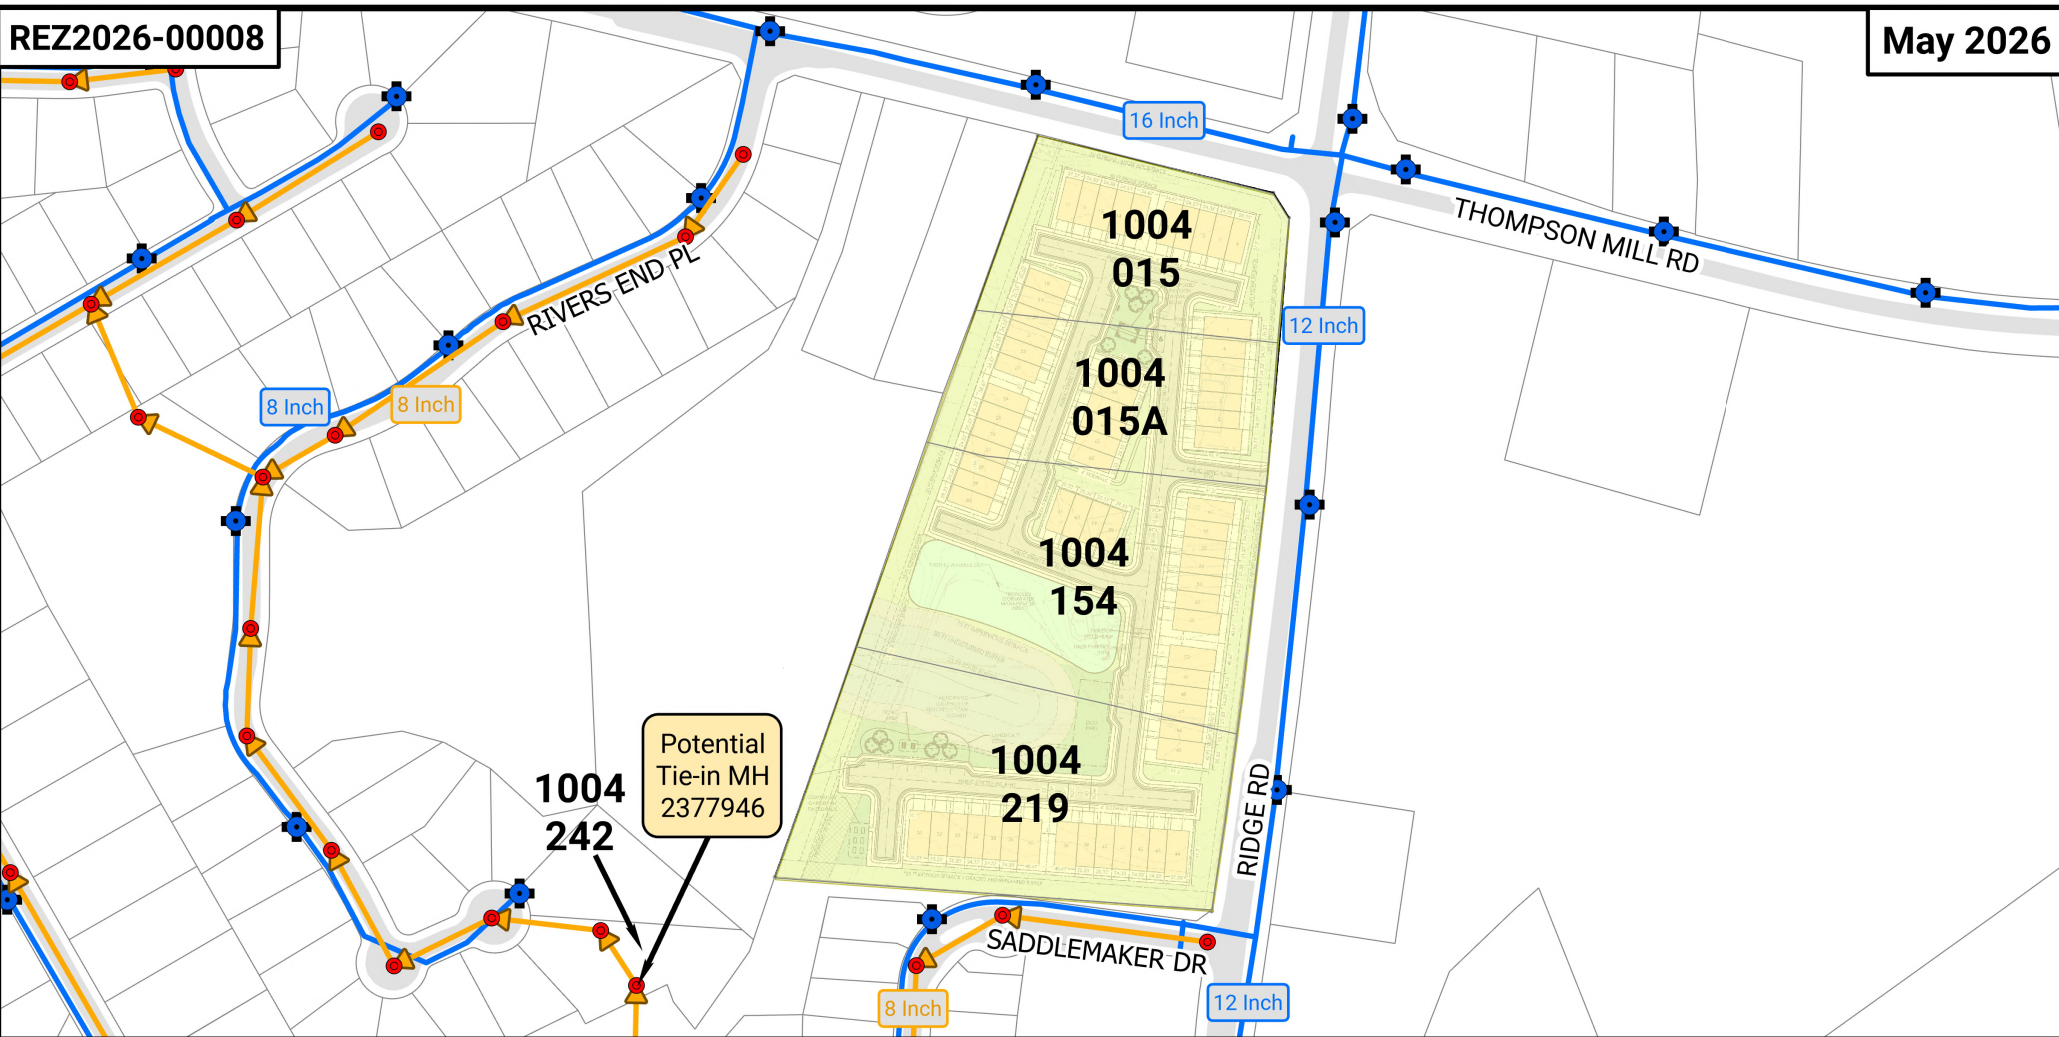 REZ2026-00008
May 2026
16 Inch
THOMPSON MILL RD
1004
015
RIVERS END PL
12 Inch
1004
015A
8 Inch
8 Inch
1004
154
Potential
Tie-in MH
2377946
1004
242
1004
219
RIDGE RD
SADDLEMAKER DR
8 Inch
12 Inch